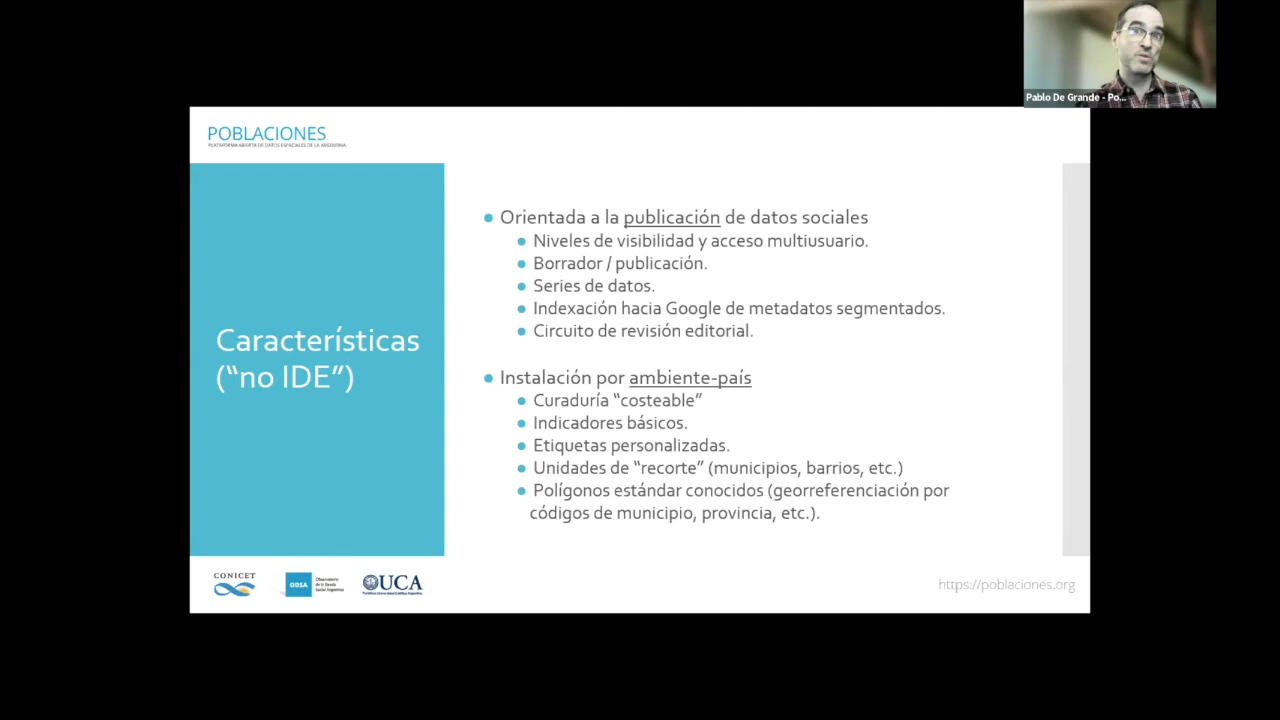 Pablo De Grande - Po...
POBLACIONES
PLATAFORMA ABIERTA DE DATOS ESPACIALES DE LA ARGENTINA
Características
(“no IDE”)
● Orientada a la publicación de datos sociales
● Niveles de visibilidad y acceso multiusuario.
● Borrador / publicación.
● Series de datos.
● Indexación hacia Google de metadatos segmentados.
● Circuito de revisión editorial.
● Instalación por ambiente-país
● Curaduría “costeable”
● Indicadores básicos.
● Etiquetas personalizadas.
● Unidades de “recorte” (municipios, barrios, etc.)
● Polígonos estándar conocidos (georreferenciación por
códigos de municipio, provincia, etc.).
CONICET
ODSA
Observatorio
de la Deuda
Social Argentina
UCA
Pontificia Universidad Católica Argentina
https://poblaciones.org